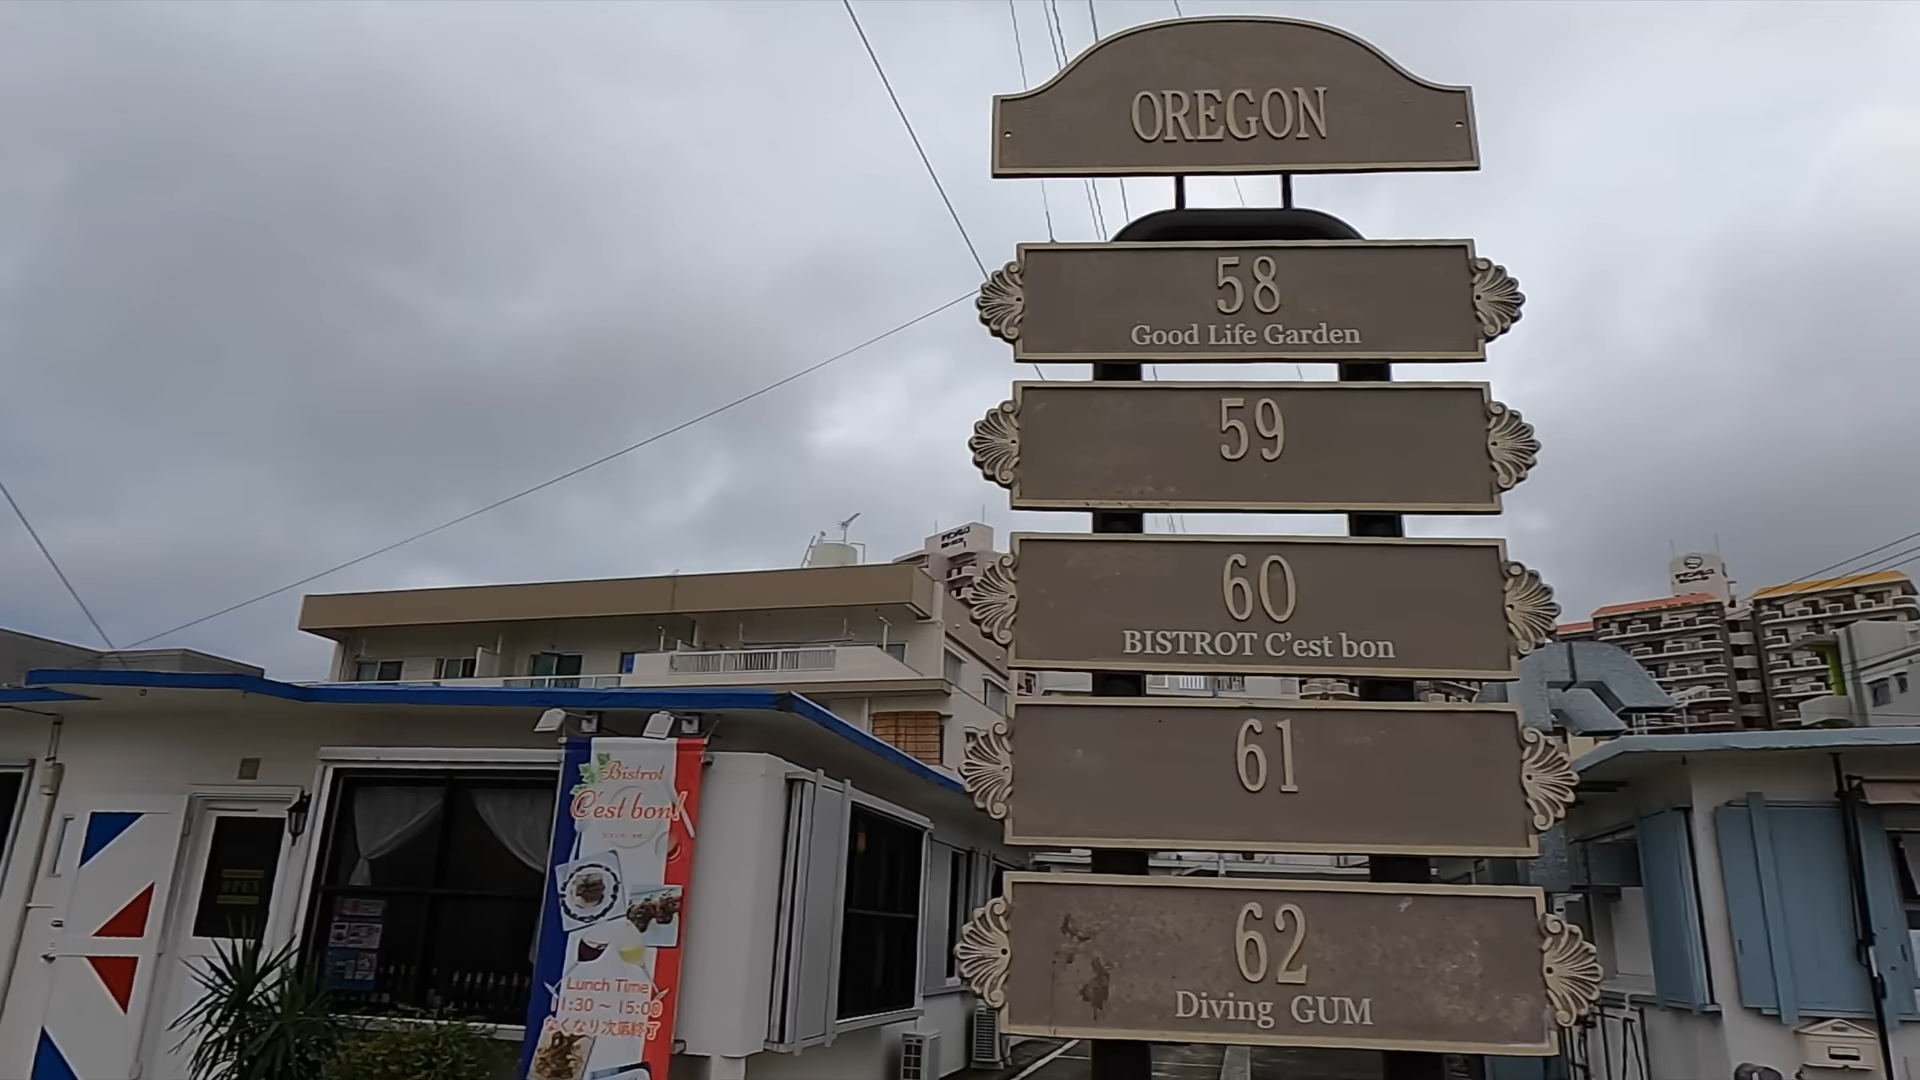 OREGON
58
Good Life Garden
59
60
BISTROT C'est bon
61
62
Diving GUM
Bistrot
C'est bon!
Lunch Time
11:30 ~ 15:00
なくなり次第終了